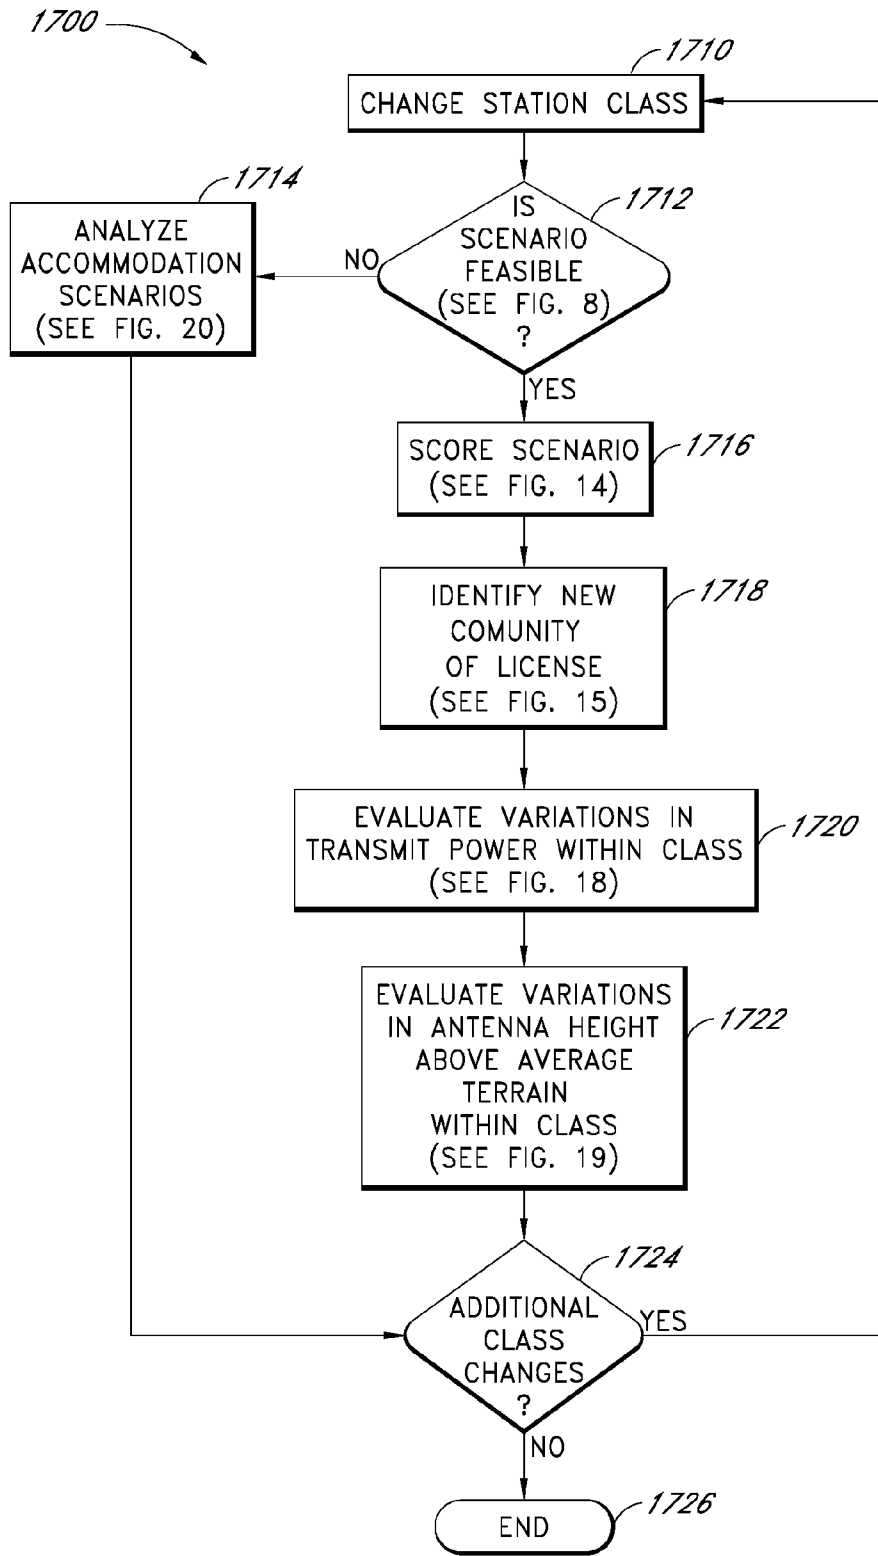 1700
1710
CHANGE STATION CLASS
1714
ANALYZE
ACCOMMODATION
SCENARIOS
(SEE FIG. 20)
1712
IS
SCENARIO
FEASIBLE
(SEE FIG. 8)
?
NO
YES
1716
SCORE SCENARIO
(SEE FIG. 14)
1718
IDENTIFY NEW
COMUNITY
OF LICENSE
(SEE FIG. 15)
1720
EVALUATE VARIATIONS IN
TRANSMIT POWER WITHIN CLASS
(SEE FIG. 18)
1722
EVALUATE VARIATIONS
IN ANTENNA HEIGHT
ABOVE AVERAGE
TERRAIN
WITHIN CLASS
(SEE FIG. 19)
1724
ADDITIONAL
CLASS
CHANGES
?
YES
NO
1726
END